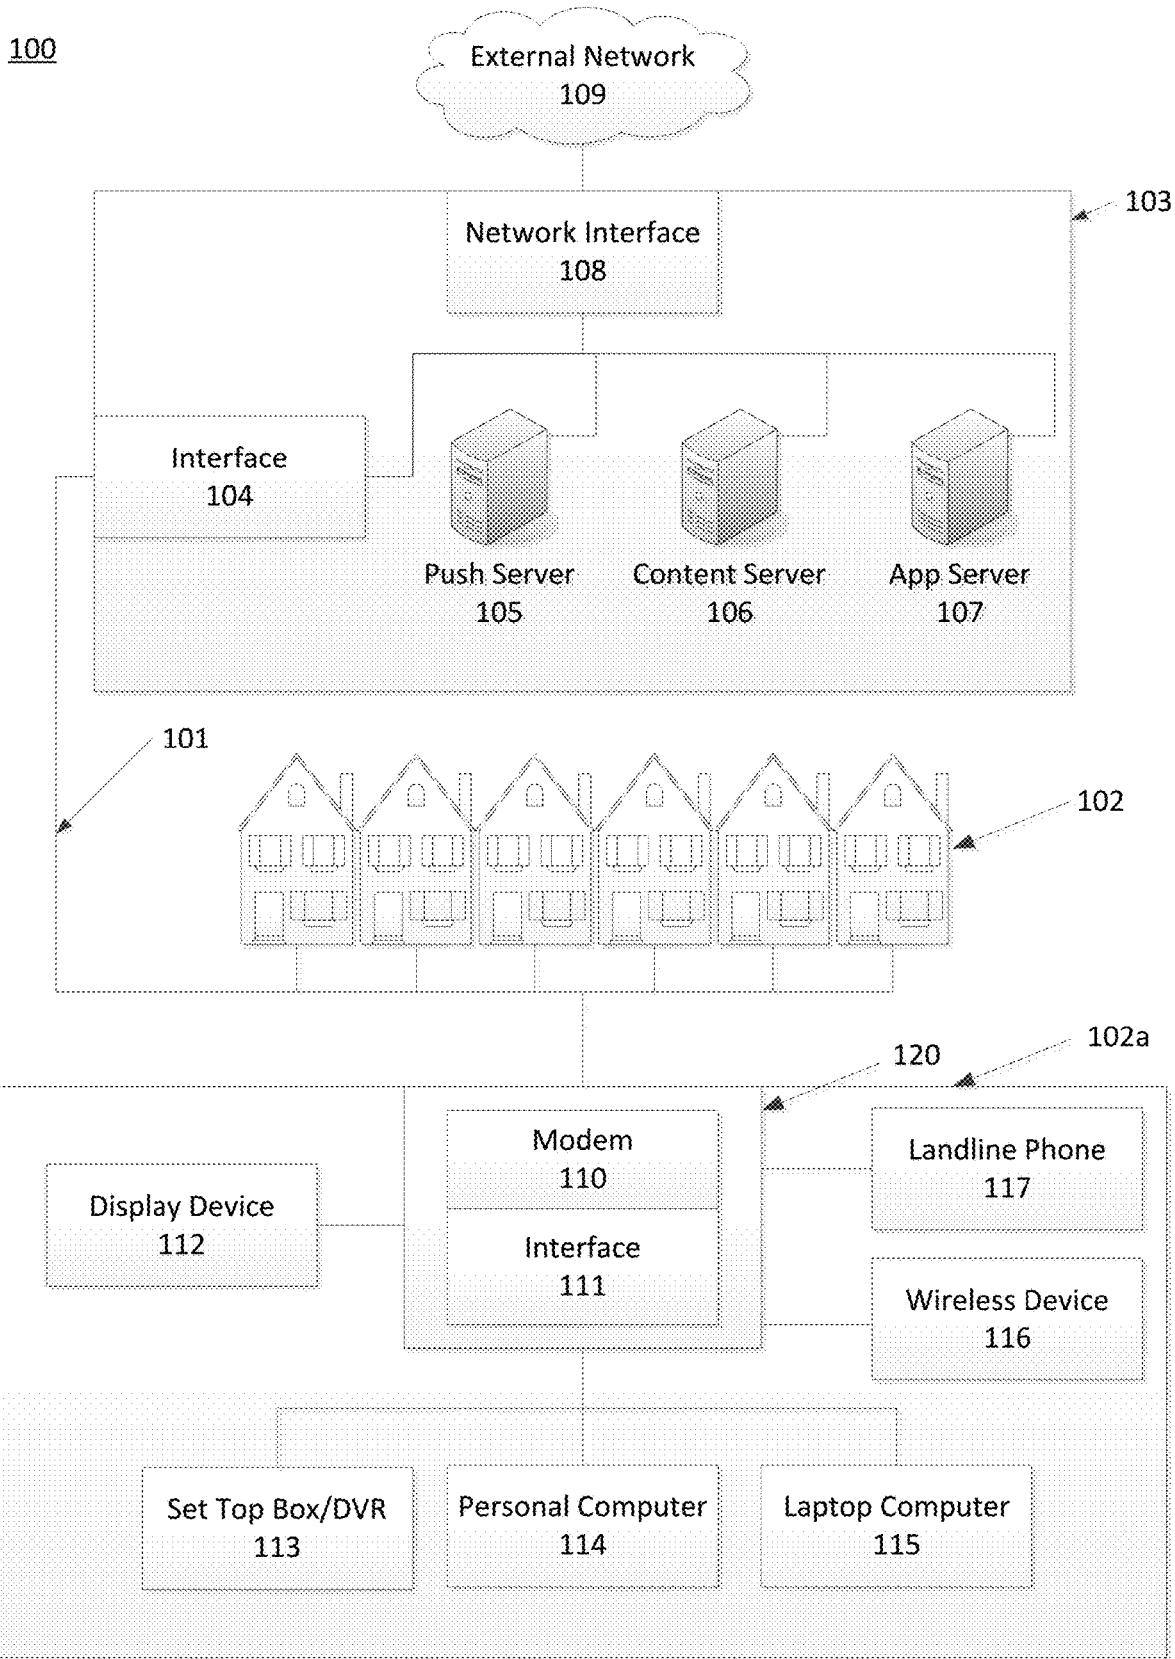 100
External Network
109
103
Network Interface
108
Interface
104
Push Server
105
Content Server
106
App Server
107
101
102
102a
120
Modem
110
Landline Phone
117
Display Device
112
Interface
111
Wireless Device
116
Set Top Box/DVR
113
Personal Computer
114
Laptop Computer
115